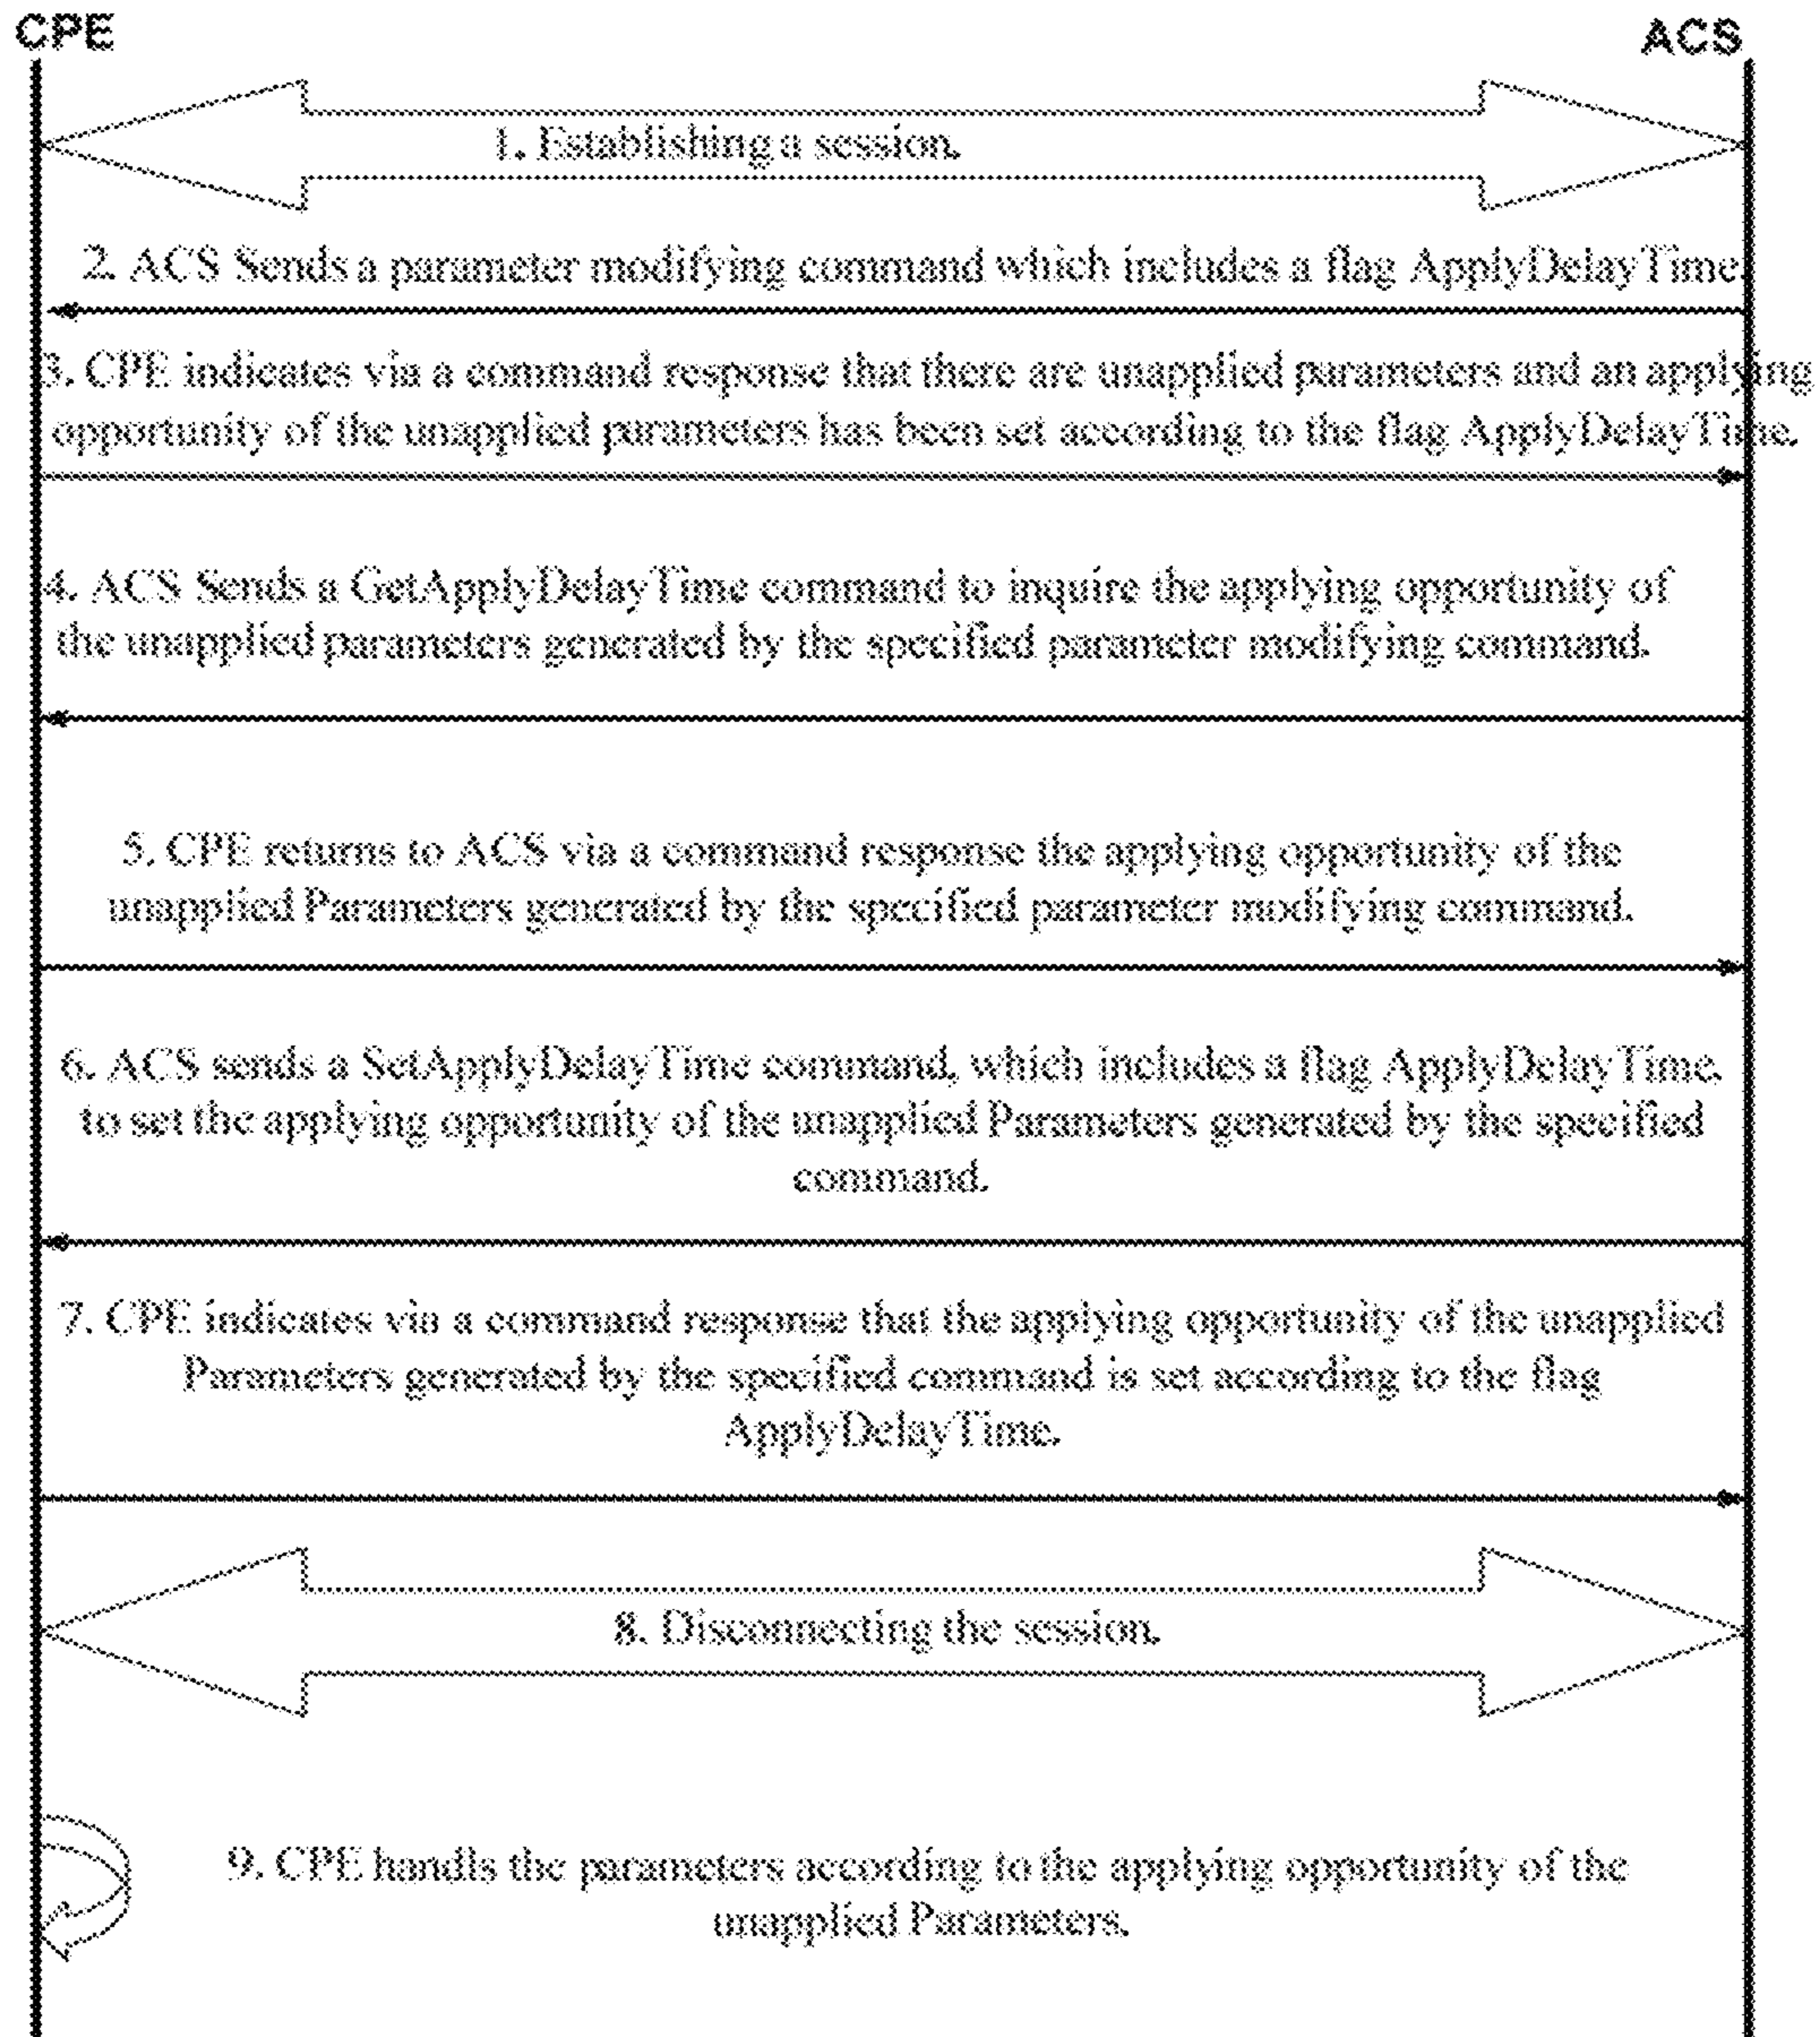 CPE
ACS
1. Establishing a session.
2. ACS Sends a parameter modifying command which includes a flag ApplyDelayTime.
3. CPE indicates via a command response that there are unapplied parameters and an applying
opportunity of the unapplied parameters has been set according to the flag ApplyDelayTime.
4. ACS Sends a GetApplyDelayTime command to inquire the applying opportunity of
the unapplied parameters generated by the specified parameter modifying command.
5. CPE returns to ACS via a command response the applying opportunity of the
unapplied Parameters generated by the specified parameter modifying command.
6. ACS sends a SetApplyDelayTime command, which includes a flag ApplyDelayTime,
to set the applying opportunity of the unapplied Parameters generated by the specified
command.
7. CPE indicates via a command response that the applying opportunity of the unapplied
Parameters generated by the specified command is set according to the flag
ApplyDelayTime.
8. Disconnecting the session.
9. CPE handls the parameters according to the applying opportunity of the
unapplied Parameters.